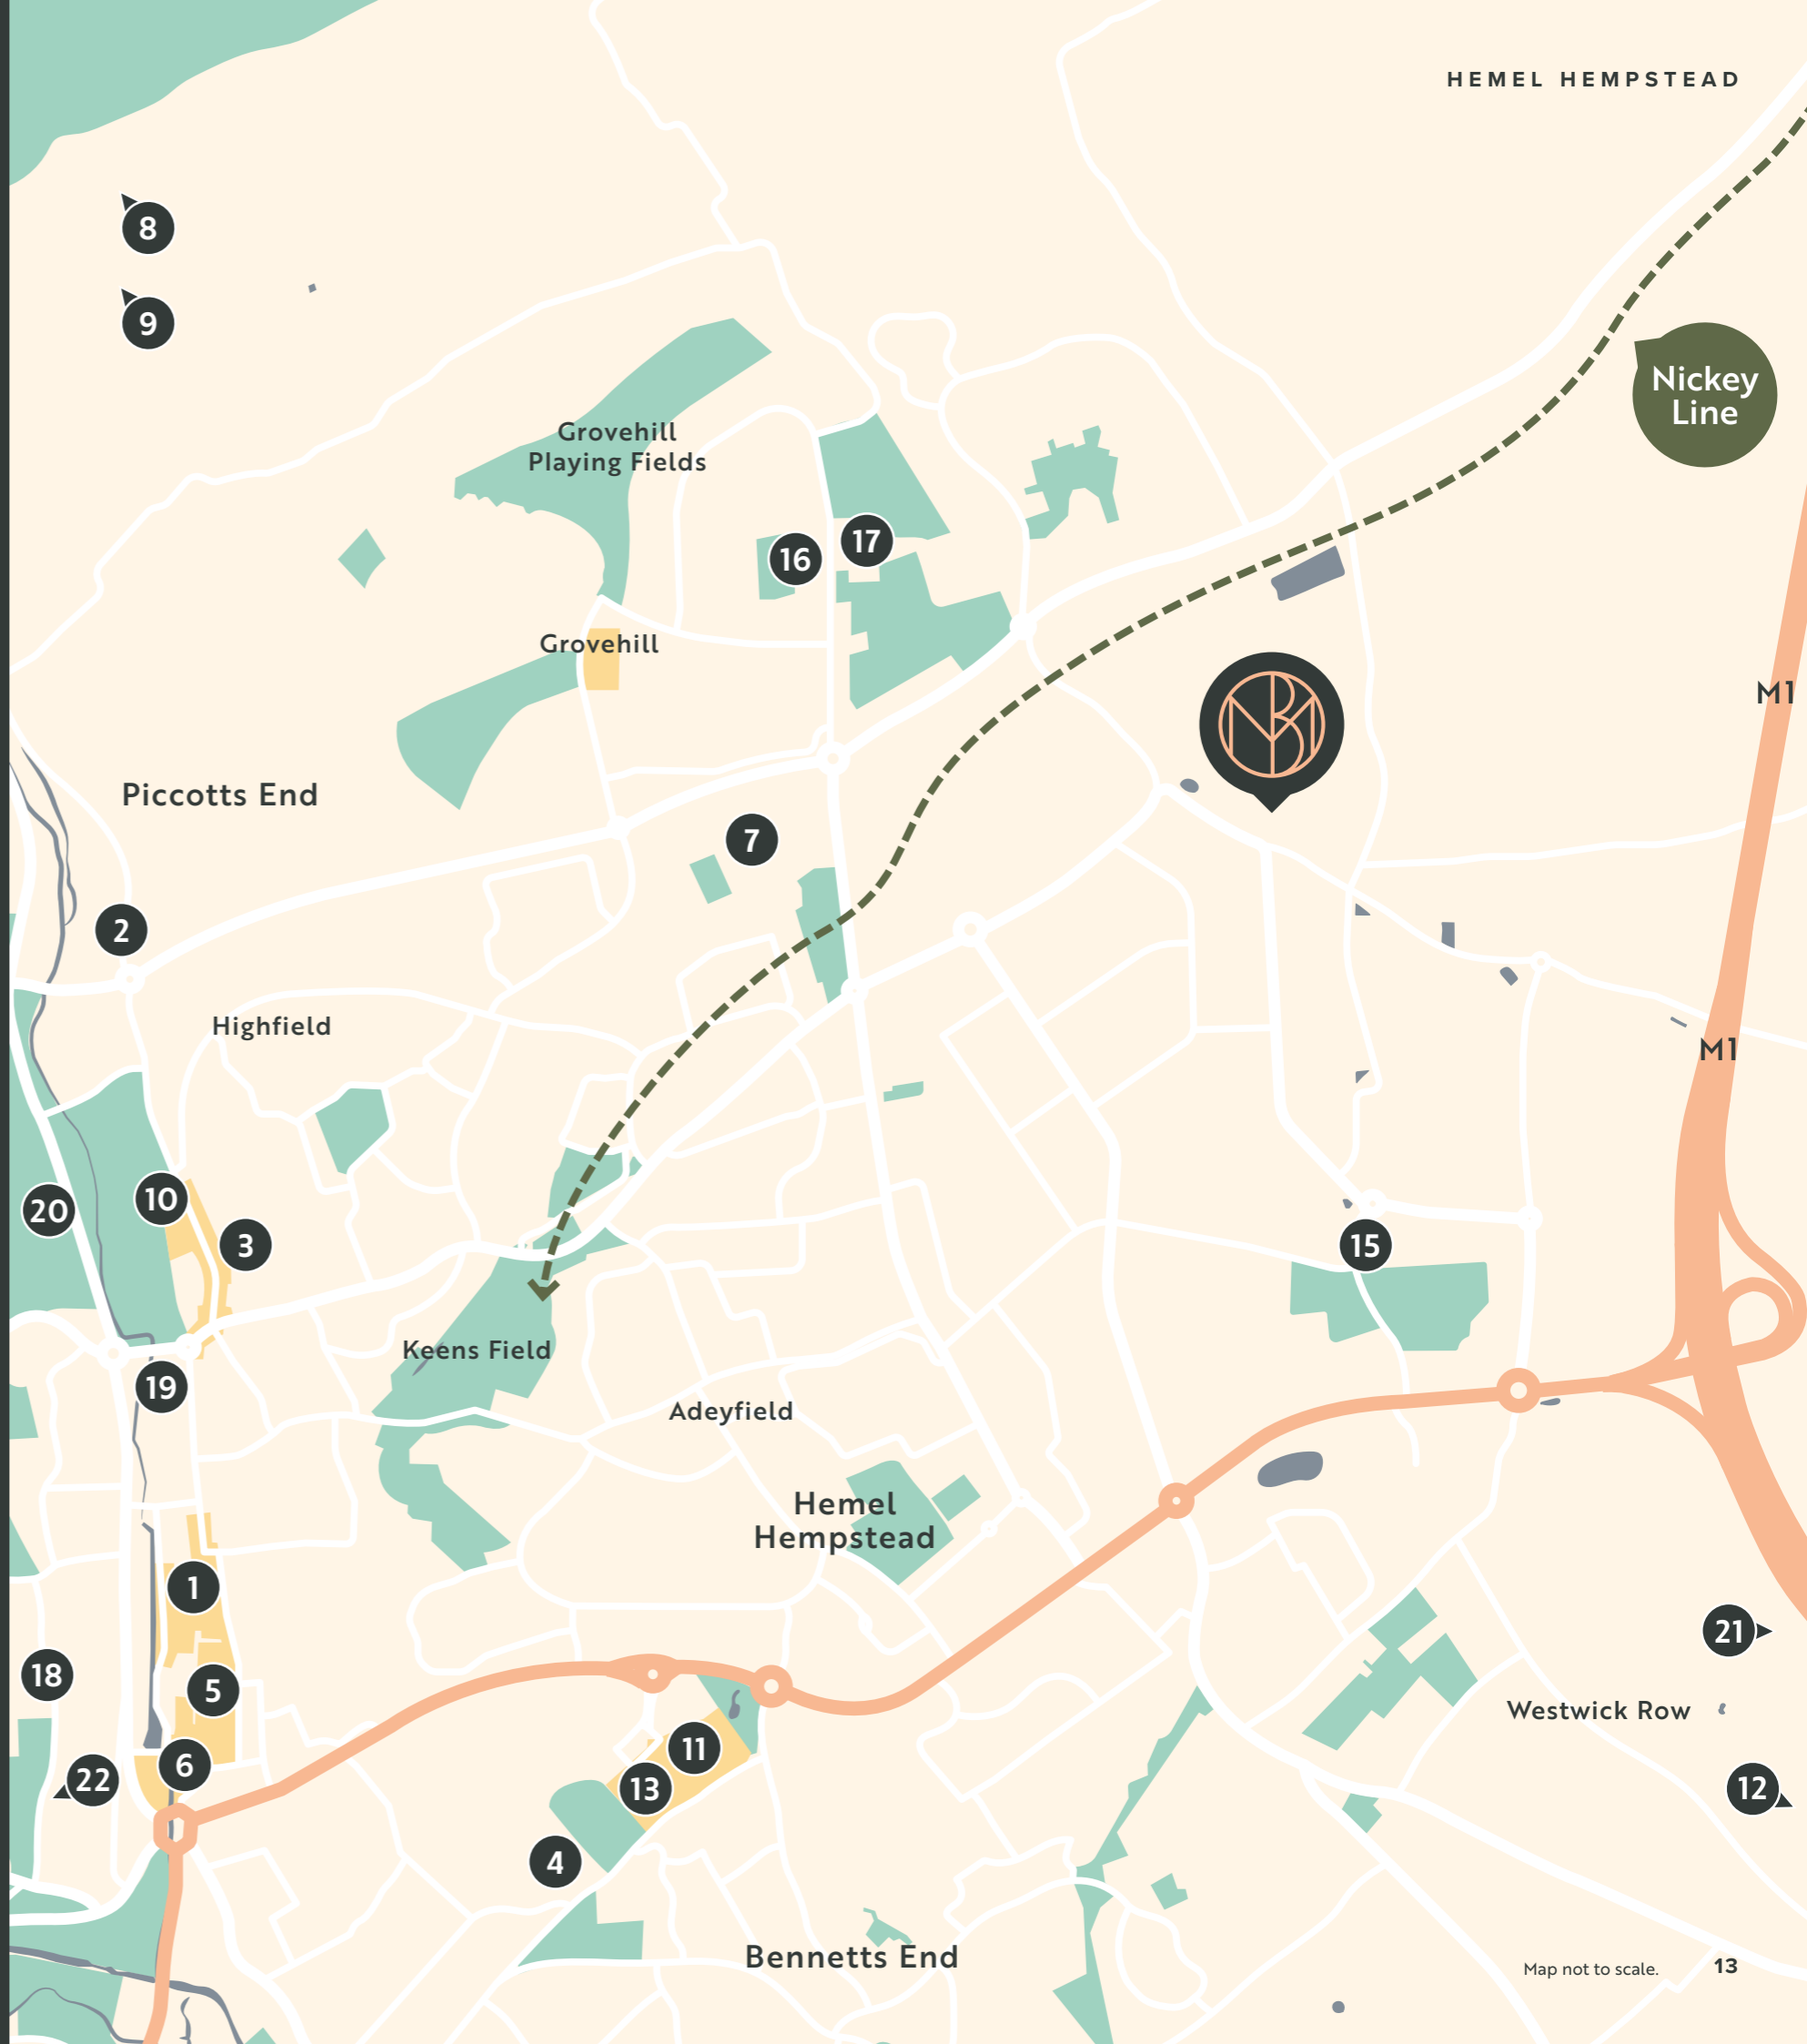 HEMEL HEMPSTEAD
8
9
Nickey
Line
Grovehill
Playing Fields
17
16
Grovehill
M1
Piccotts End
7
2
Highfield
M1
10
20
3
15
Keens Field
19
Adeyfield
Hemel
Hempstead
1
21
18
5
Westwick Row
11
6
22
13
12
4
Bennetts End
Map not to scale.
13